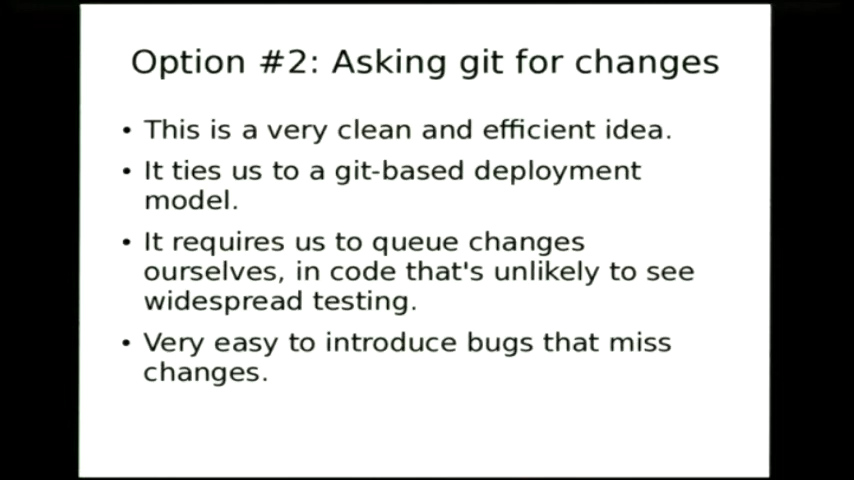 Option #2: Asking git for changes
• This is a very clean and efficient idea.
• It ties us to a git-based deployment
model.
• It requires us to queue changes
ourselves, in code that's unlikely to see
widespread testing.
• Very easy to introduce bugs that miss
changes.